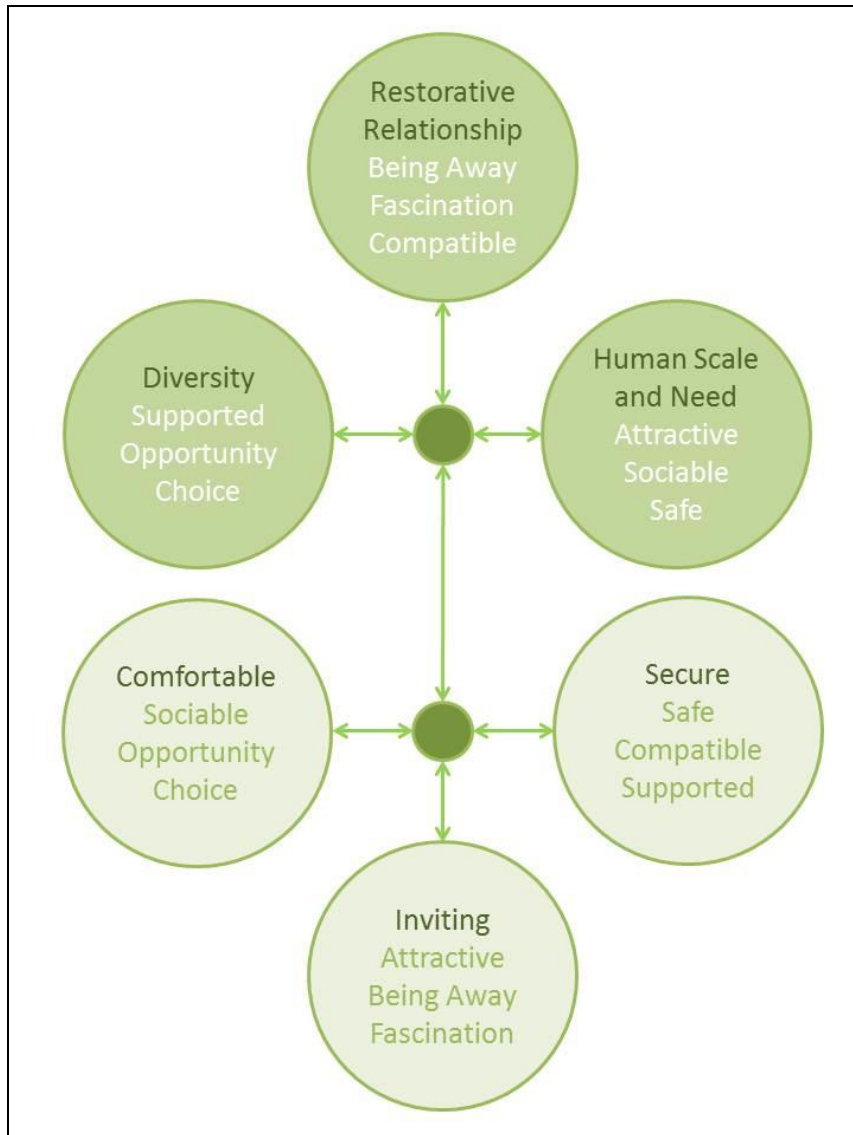 Restorative
Relationship
Being Away
Fascination
Compatible
Diversity
Supported
Opportunity
Choice
Human Scale
and Need
Attractive
Sociable
Safe
Comfortable
Sociable
Opportunity
Choice
Secure
Safe
Compatible
Supported
Inviting
Attractive
Being Away
Fascination